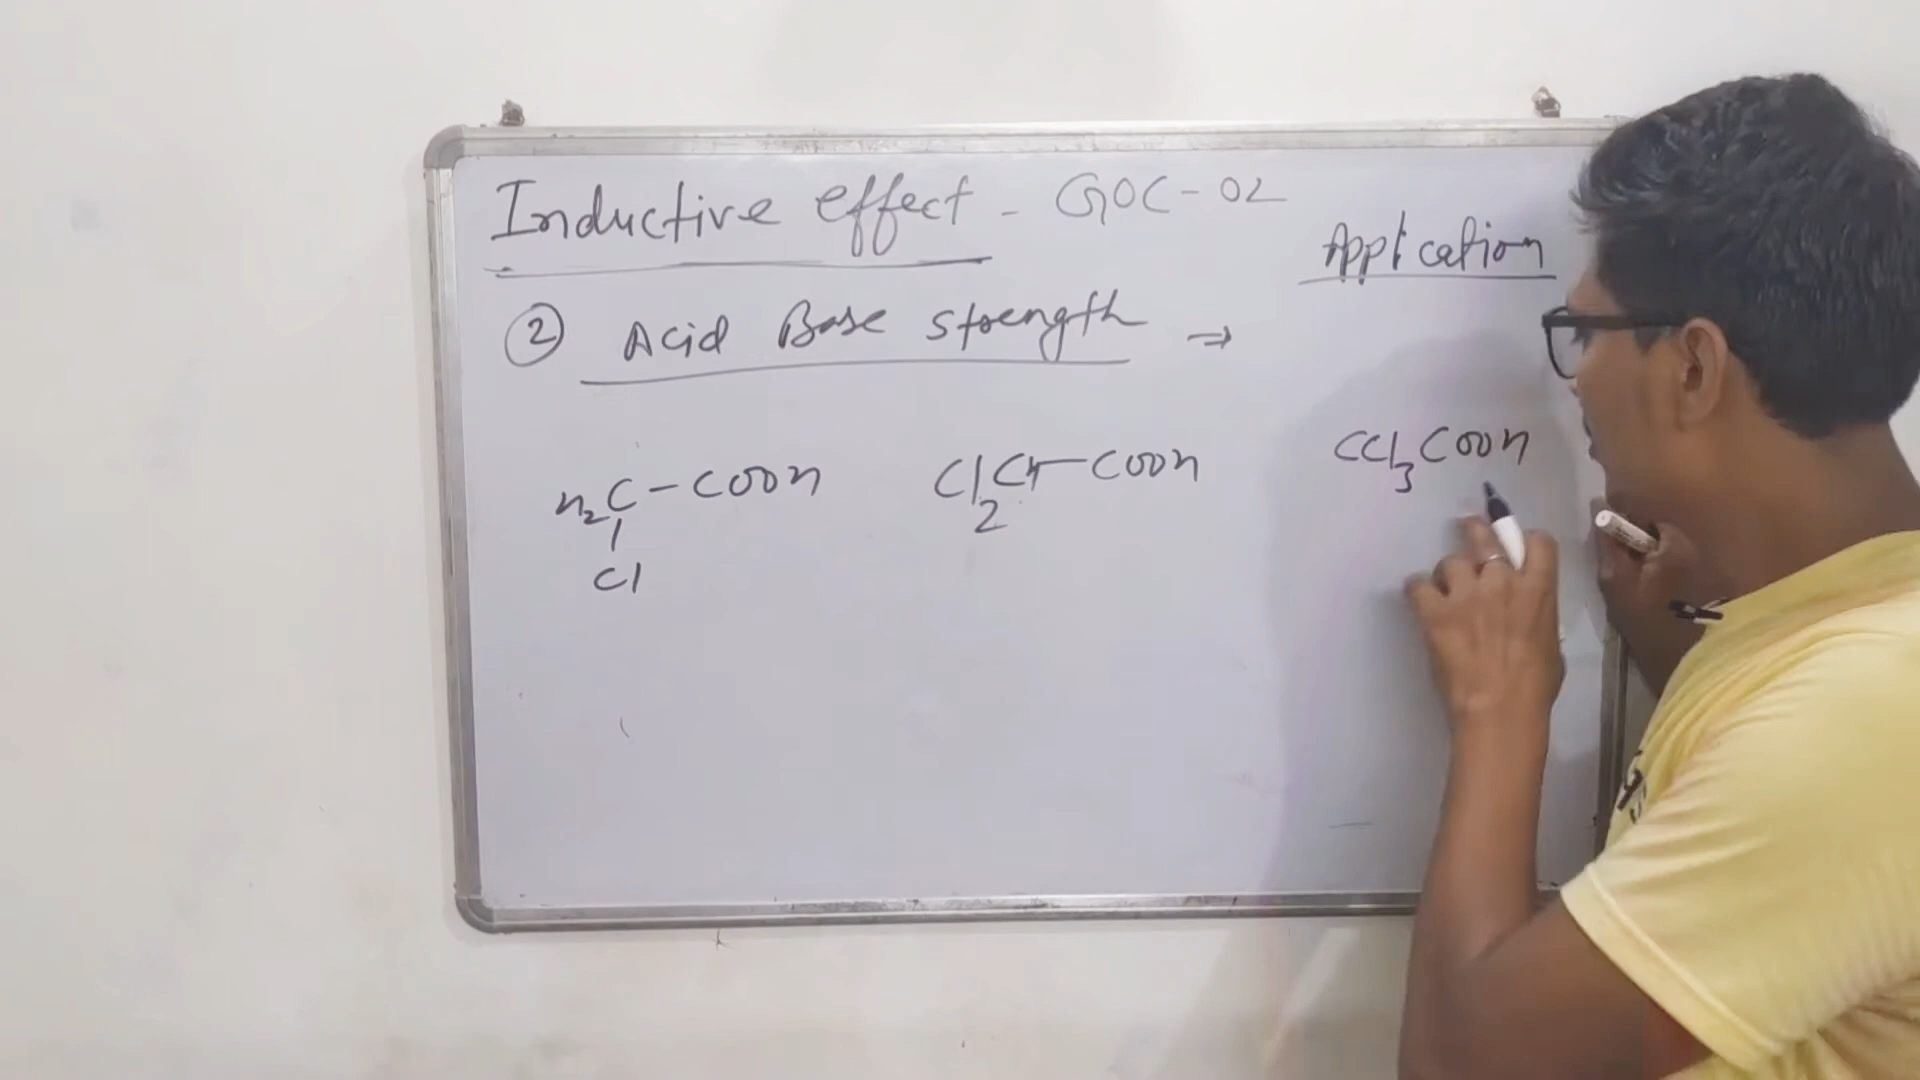 Inductive effect - GOC-02
Application
② Acid Base strength →
H₂C-COOH Cl₂CH-COOH CCl₃COOH
Cl